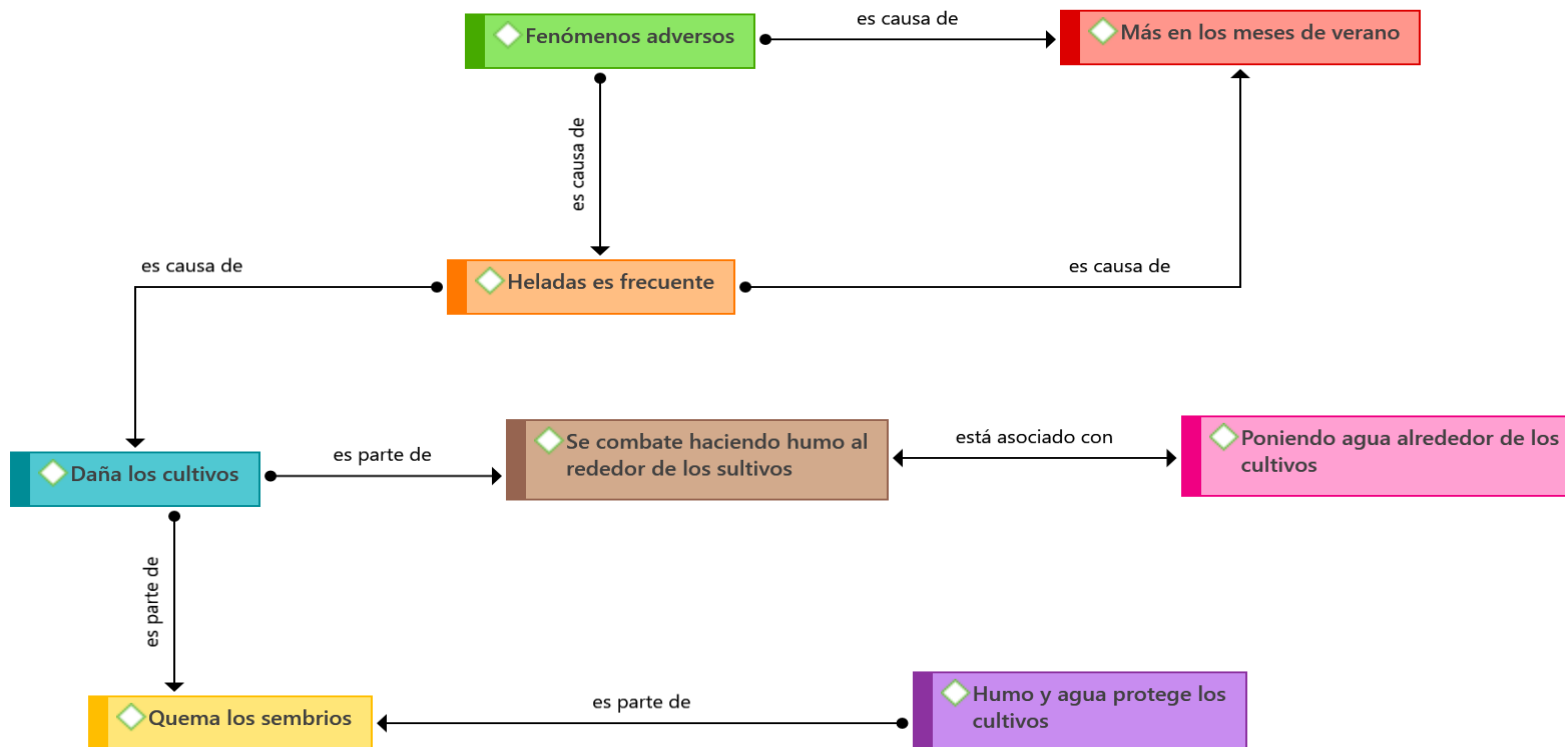 Fenómenos adversos
es causa de
Más en los meses de verano
es causa de
Heladas es frecuente
es causa de
es causa de
Daña los cultivos
es parte de
Se combate haciendo humo al
rededor de los sultivos
está asociado con
Poniendo agua alrededor de los
cultivos
es parte de
Quema los sembrios
es parte de
Humo y agua protege los
cultivos